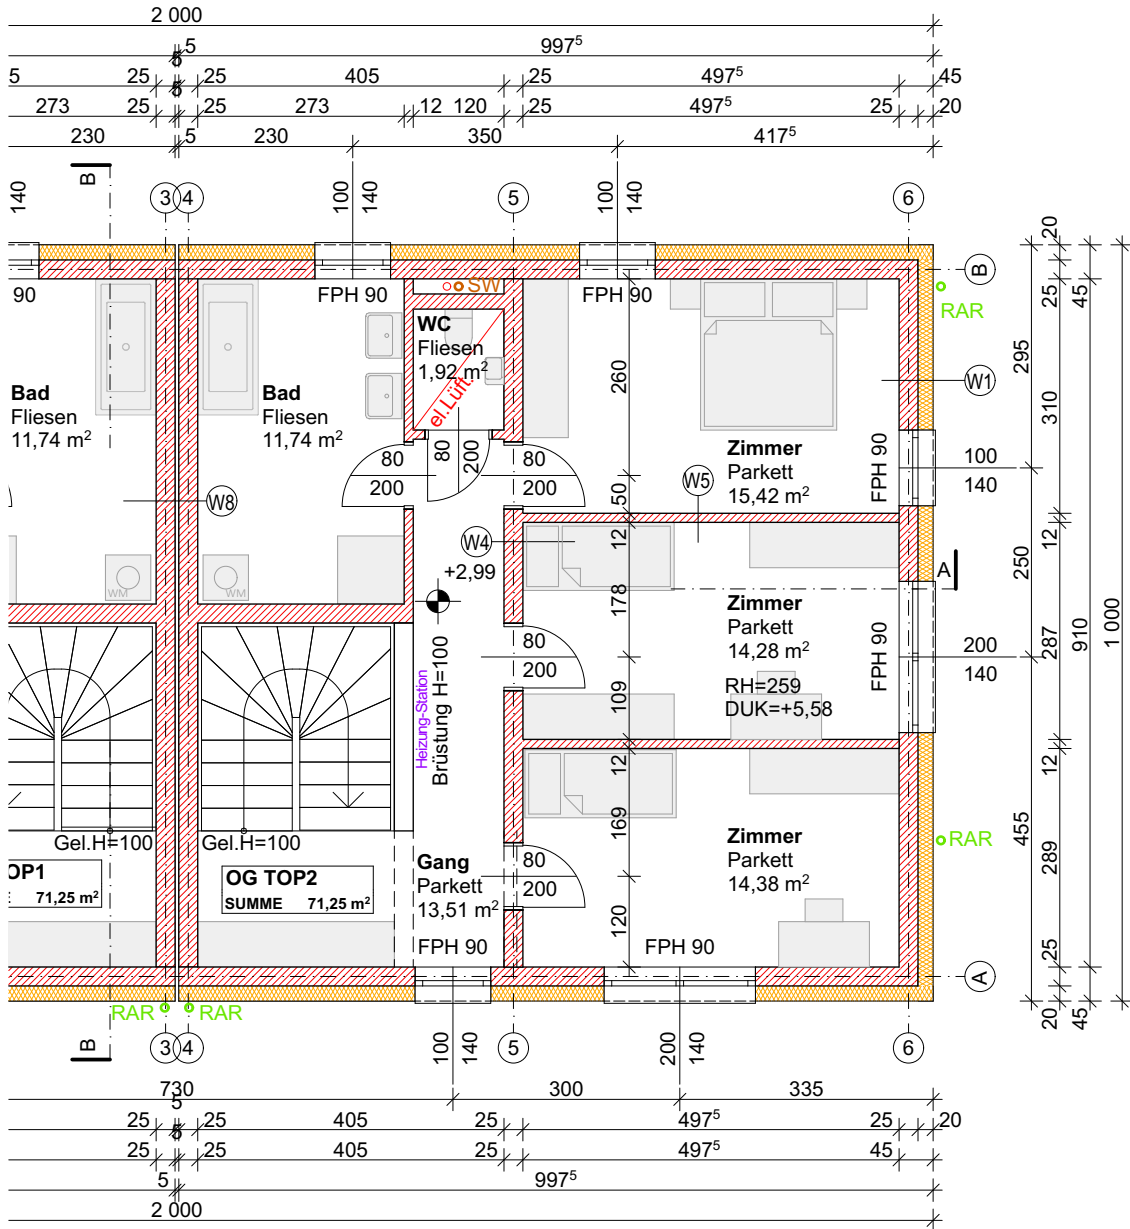 2 000
5 997⁵
5 25 5 25 405 25 497⁵ 45
273 25 5 25 273 12 120 25 497⁵ 25 20
230 5 230 350 417⁵
B
140
3 4
100 140
5
100 140
6
20
B
90
FPH 90
SW
FPH 90
RAR
25 45
WC
Fliesen
1,92 m²
el.Lüft.
260
295
310
W1
Bad
Fliesen
11,74 m²
Bad
Fliesen
11,74 m²
Zimmer
Parkett
15,42 m²
FPH 90
100
140
80
200
80
200
80
200
50
W8
W5
W4
12
12
250
+2,99
A
WM
WM
178
Zimmer
Parkett
14,28 m²
RH=259
DUK=+5,58
FPH 90
200
140
287
910
1 000
80
200
109
Heizung-Station
Brüstung H=100
12
12
169
Gel.H=100
Gel.H=100
Zimmer
Parkett
14,38 m²
RAR
455
289
OP1
71,25 m²
OG TOP2
SUMME 71,25 m²
Gang
Parkett
13,51 m²
80
200
120
FPH 90
FPH 90
25
A
20 45
RAR
RAR
B
3 4
100 140
5
200 140
6
730 300 335
5
25 5 25 405 25 497⁵ 25 20
25 25 405 25 497⁵ 45
5 997⁵
2 000